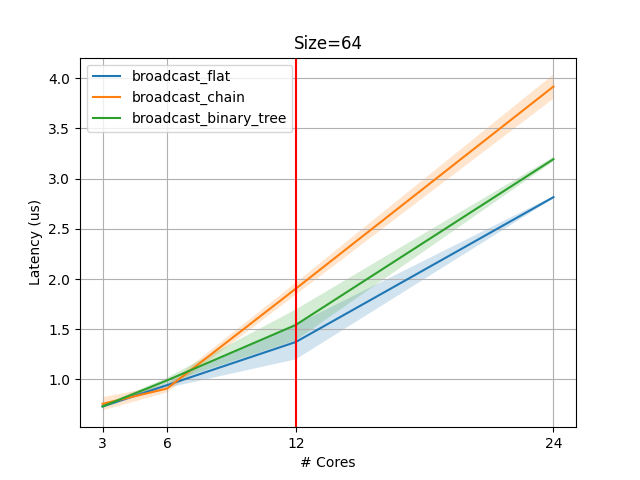 Size=64
broadcast_flat
broadcast_chain
broadcast_binary_tree
Latency (us)
4.0
3.5
3.0
2.5
2.0
1.5
1.0
3 6 12 24
# Cores